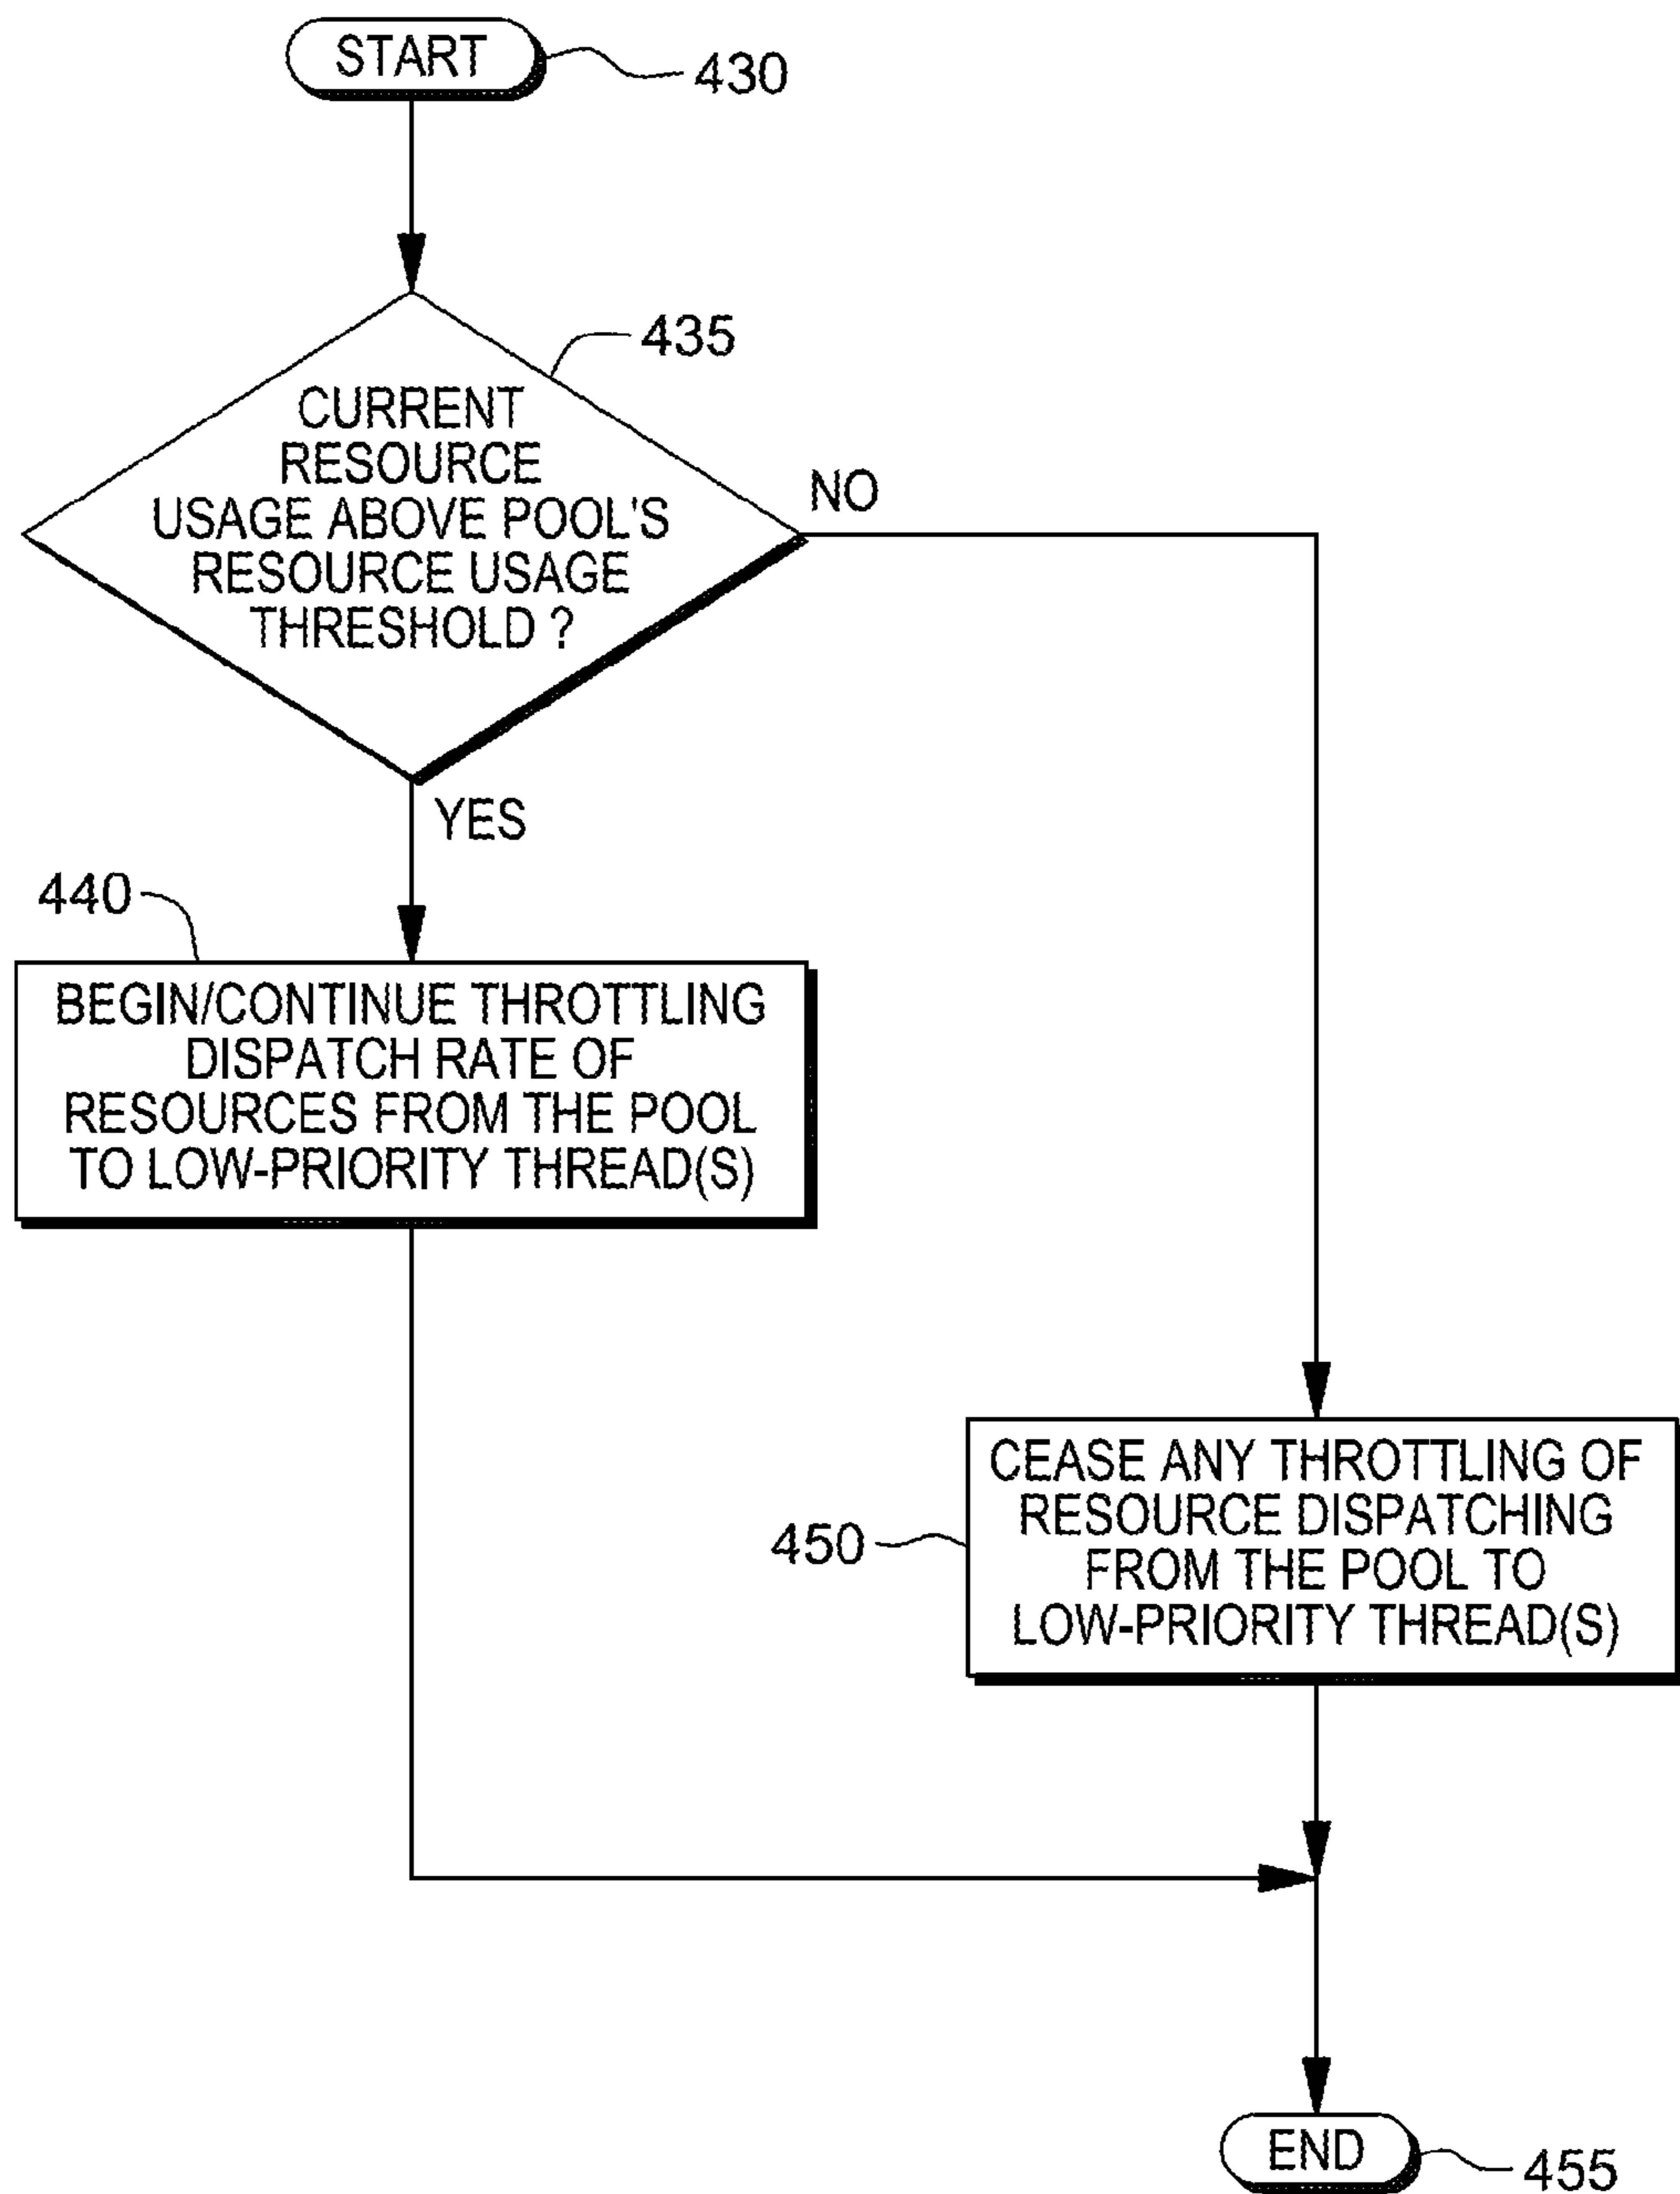 START
430
435
CURRENT
RESOURCE
USAGE ABOVE POOL'S
RESOURCE USAGE
THRESHOLD ?
NO
YES
440
BEGIN/CONTINUE THROTTLING
DISPATCH RATE OF
RESOURCES FROM THE POOL
TO LOW-PRIORITY THREAD(S)
CEASE ANY THROTTLING OF
RESOURCE DISPATCHING
FROM THE POOL TO
LOW-PRIORITY THREAD(S)
450
END
455